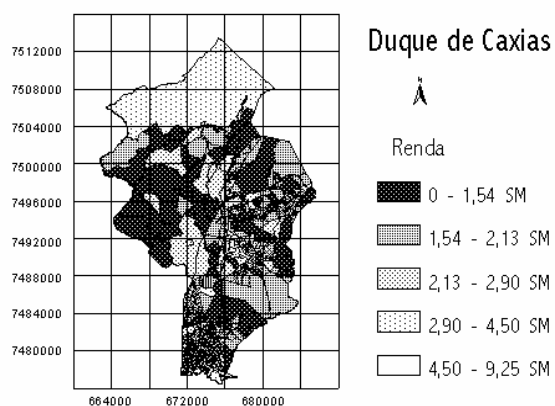 Duque de Caxias
N
Renda
0 - 1,54 SM
1,54 - 2,13 SM
2,13 - 2,90 SM
2,90 - 4,50 SM
4,50 - 9,25 SM
7512000
7508000
7504000
7500000
7496000
7492000
7488000
7484000
7480000
664000 672000 680000